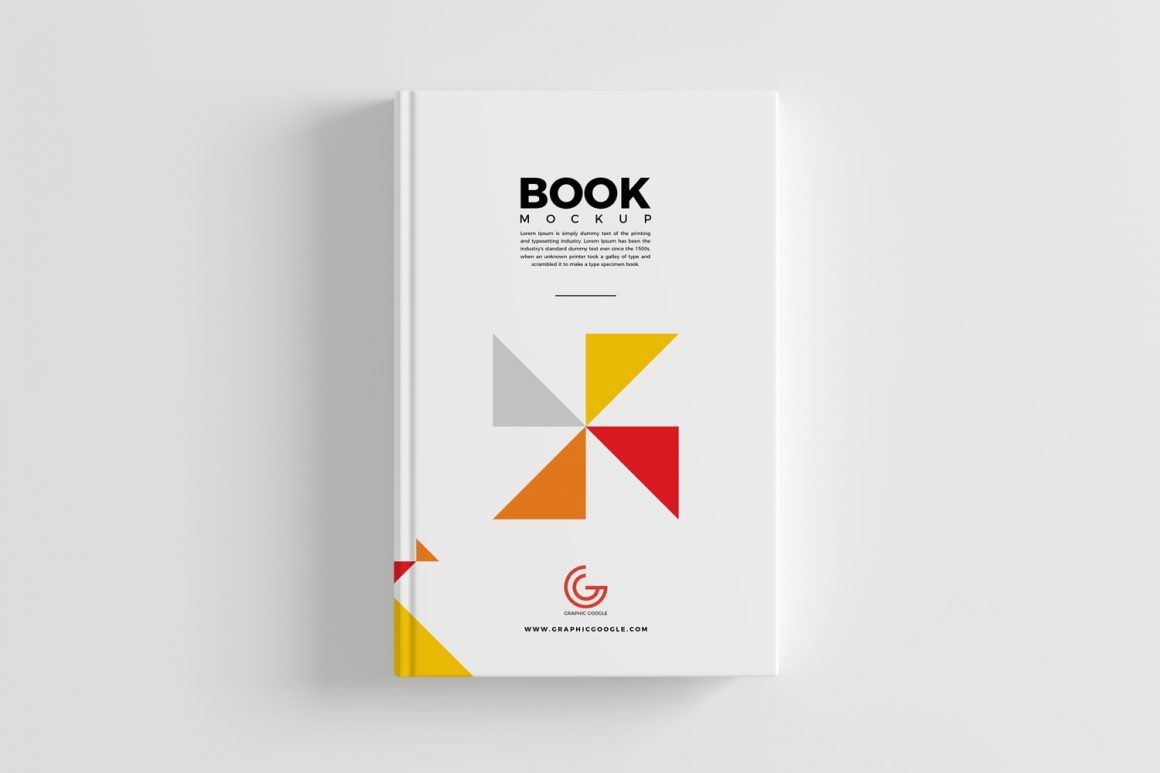 BOOK
MOCKUP
Lorem Ipsum is simply dummy text of the printing
and typesetting industry. Lorem Ipsum has been the
industry's standard dummy text ever since the 1500s,
when an unknown printer took a galley of type and
scrambled it to make a type specimen book.
GRAPHIC GOOGLE
WWW.GRAPHICGOOGLE.COM